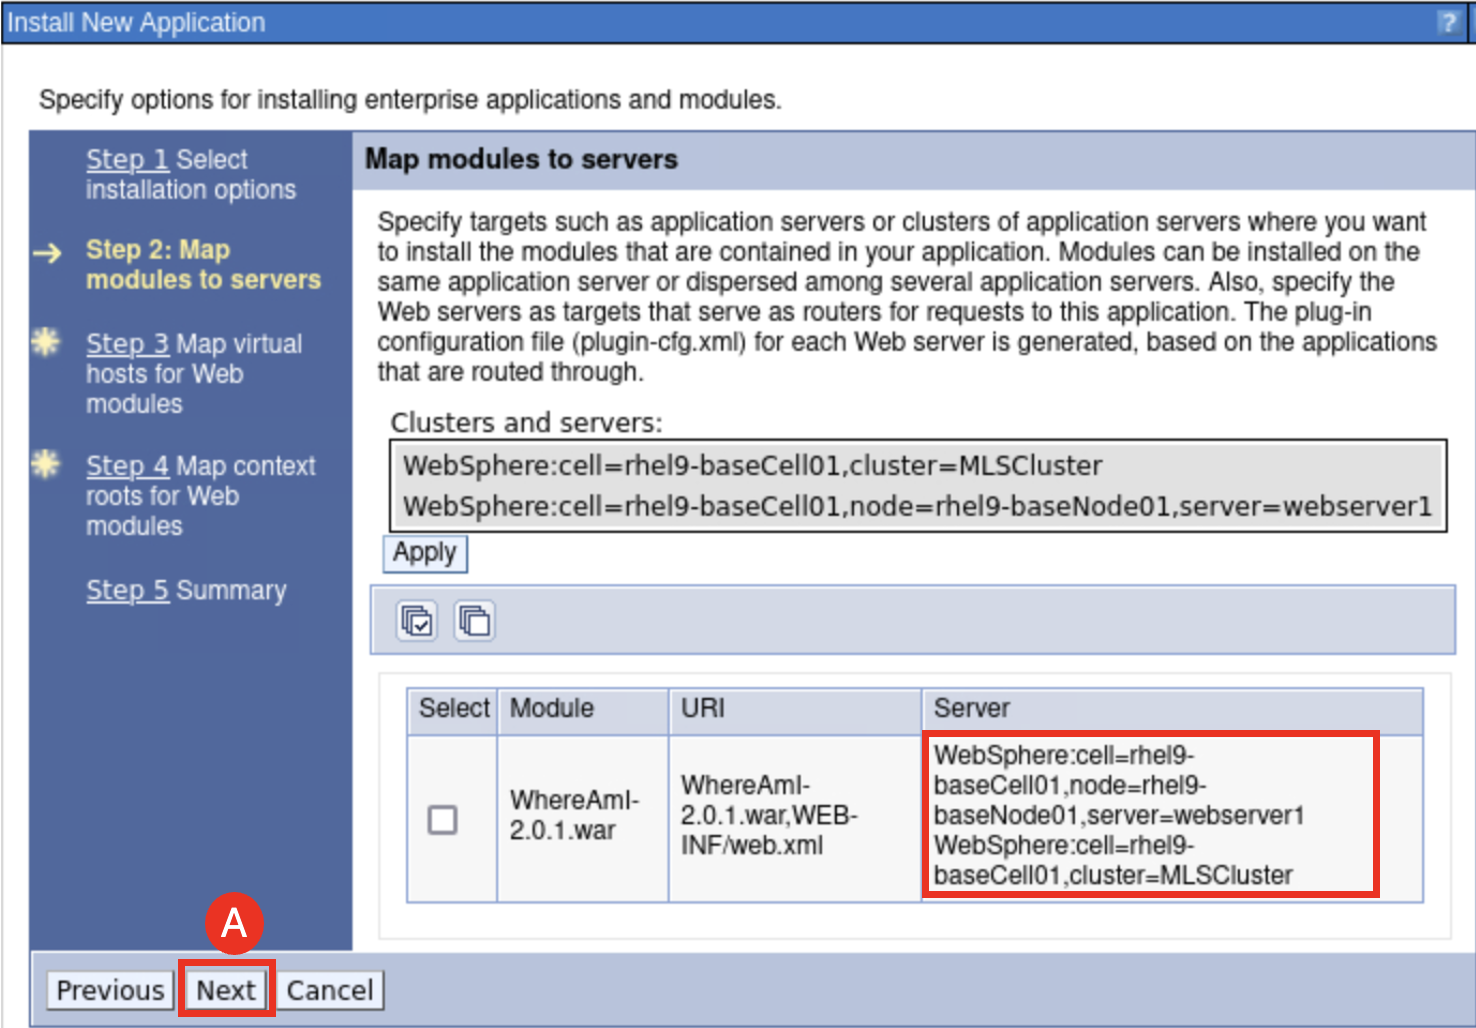 Install New Application
?
Specify options for installing enterprise applications and modules.
Step 1 Select
installation options
Step 2: Map
modules to servers
Step 3 Map virtual
hosts for Web
modules
Step 4 Map context
roots for Web
modules
Step 5 Summary
Map modules to servers
Specify targets such as application servers or clusters of application servers where you want
to install the modules that are contained in your application. Modules can be installed on the
same application server or dispersed among several application servers. Also, specify the
Web servers as targets that serve as routers for requests to this application. The plug-in
configuration file (plugin-cfg.xml) for each Web server is generated, based on the applications
that are routed through.
Clusters and servers:
WebSphere:cell=rhel9-baseCell01,cluster=MLSCluster
WebSphere:cell=rhel9-baseCell01,node=rhel9-baseNode01,server=webserver1
Apply
Select Module URI Server
WhereAmI-
2.0.1.war
WhereAmI-
2.0.1.war,WEB-
INF/web.xml
WebSphere:cell=rhel9-
baseCell01,node=rhel9-
baseNode01,server=webserver1
WebSphere:cell=rhel9-
baseCell01,cluster=MLSCluster
A
Previous Next Cancel